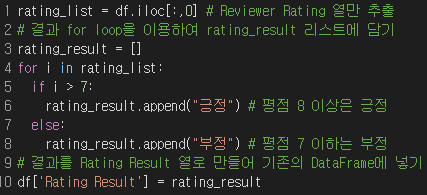 1 rating_list = df.iloc[:,0] # Reviewer Rating 열만 추출
2 # 결과 for loop을 이용하여 rating_result 리스트에 담기
3 rating_result = []
4 for i in rating_list:
5   if i > 7:
6     rating_result.append("긍정") # 평점 8 이상은 긍정
7   else:
8     rating_result.append("부정") # 평점 7 이하는 부정
9 # 결과를 Rating Result 열로 만들어 기존의 DataFrame에 넣기
10 df['Rating Result'] = rating_result